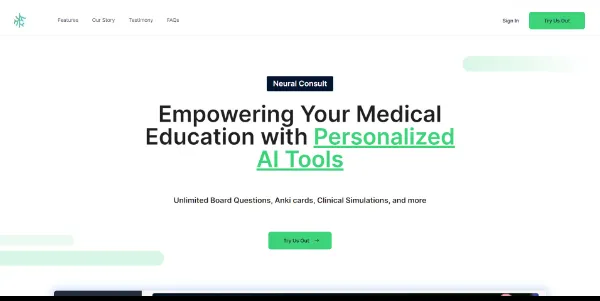 Features Our Story Testimony FAQs Sign In Try Us Out
Neural Consult
Empowering Your Medical
Education with Personalized
AI Tools
Unlimited Board Questions, Anki cards, Clinical Simulations, and more
Try Us Out →